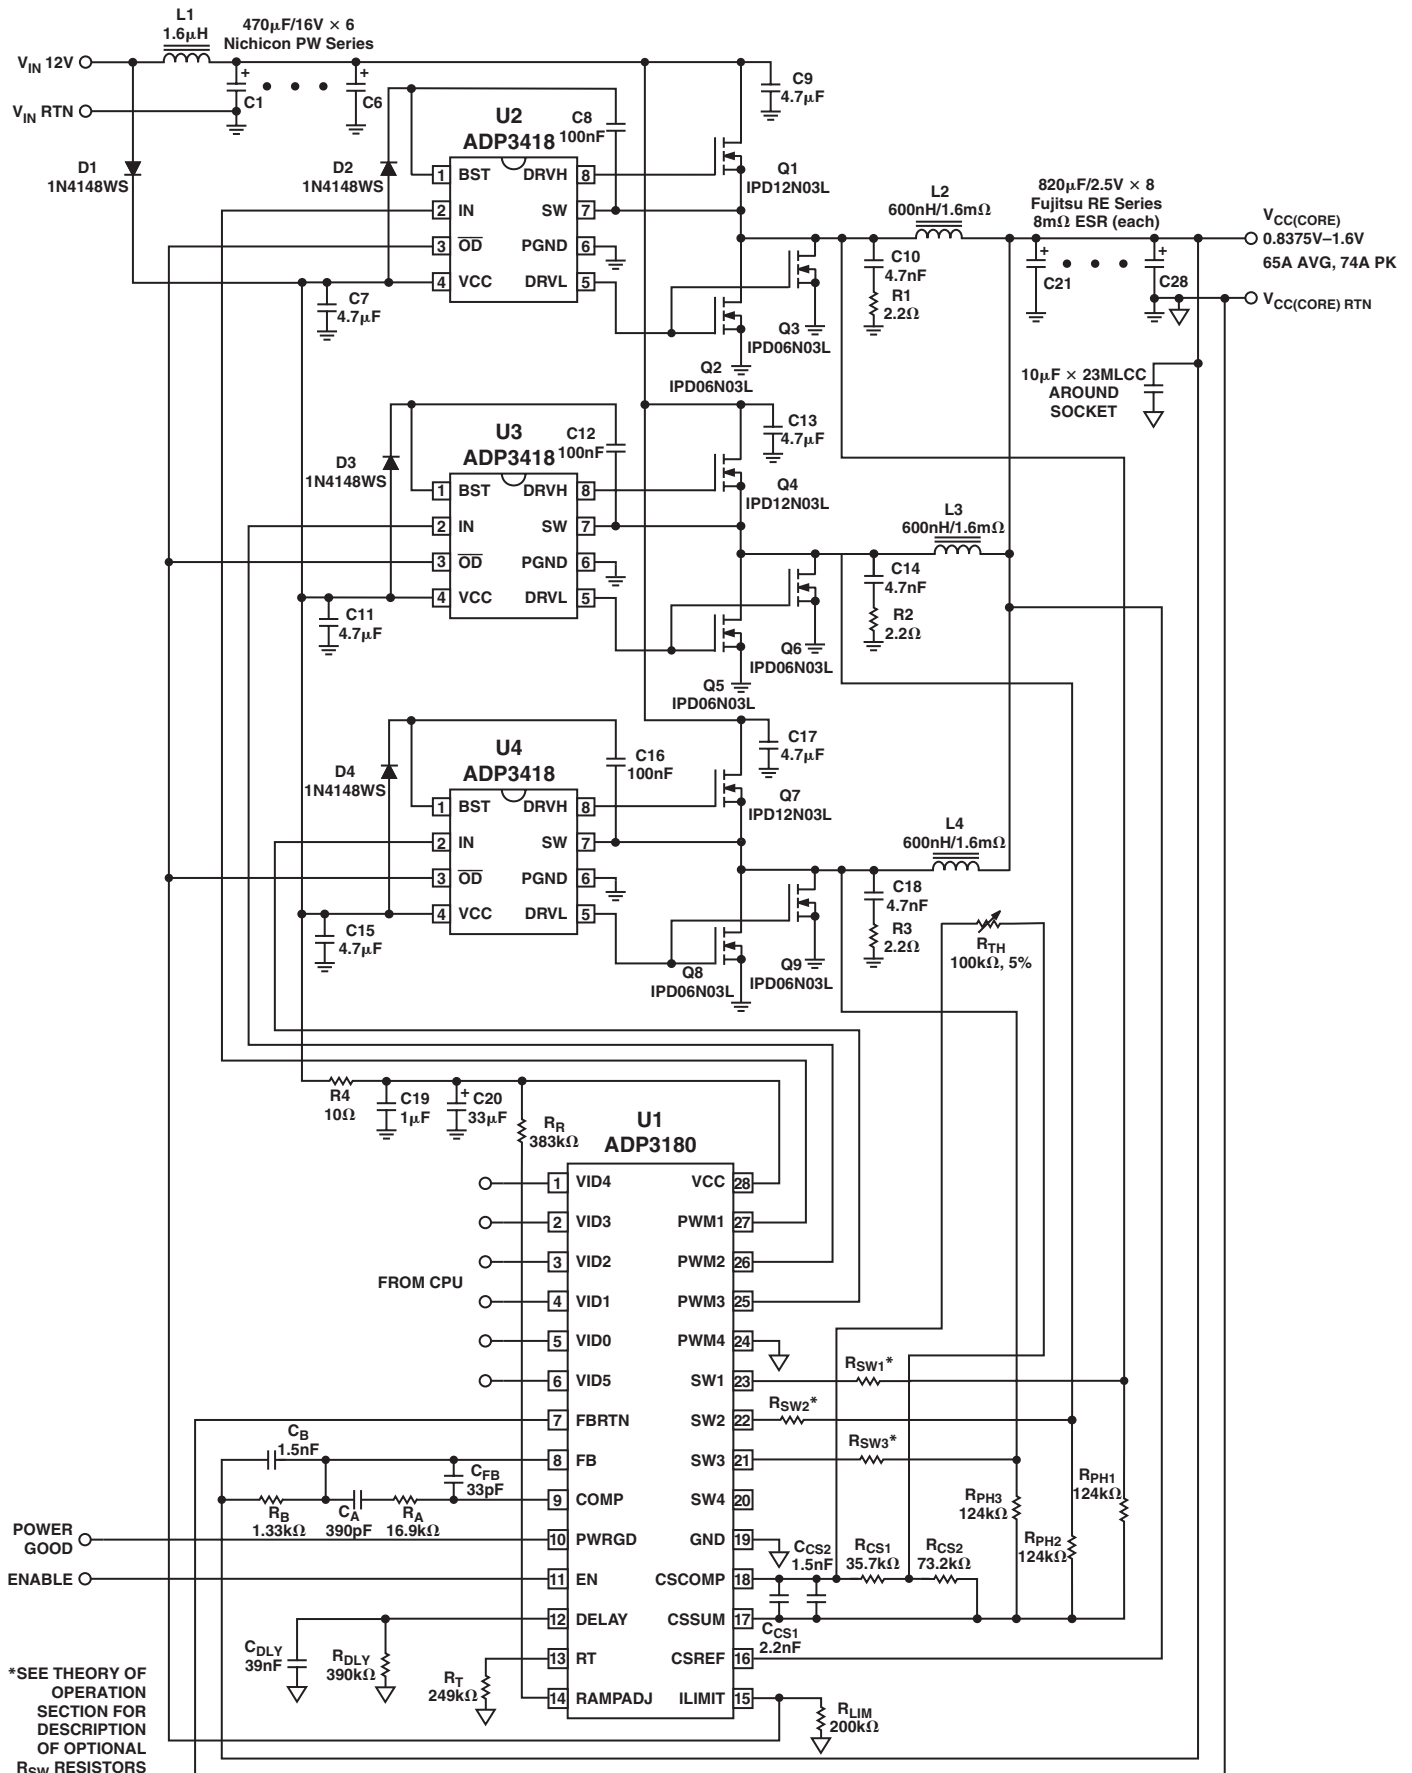 L1
1.6μH
470μF/16V × 6
Nichicon PW Series
VIN 12V
VIN RTN
+
C1
+
C6
C9
4.7μF
D1
1N4148WS
D2
1N4148WS
U2
ADP3418
C8
100nF
1 BST DRVH 8
2 IN SW 7
3 OD PGND 6
4 VCC DRVL 5
C7
4.7μF
Q1
IPD12N03L
Q3
IPD06N03L
Q2
IPD06N03L
C10
4.7nF
R1
2.2Ω
L2
600nH/1.6mΩ
820μF/2.5V × 8
Fujitsu RE Series
8mΩ ESR (each)
+
C21
+
C28
VCC(CORE)
0.8375V–1.6V
65A AVG, 74A PK
VCC(CORE) RTN
10μF × 23MLCC
AROUND
SOCKET
D3
1N4148WS
U3
ADP3418
C12
100nF
C13
4.7μF
1 BST DRVH 8
2 IN SW 7
3 OD PGND 6
4 VCC DRVL 5
C11
4.7μF
Q4
IPD12N03L
Q6
IPD06N03L
Q5
IPD06N03L
C14
4.7nF
R2
2.2Ω
L3
600nH/1.6mΩ
D4
1N4148WS
U4
ADP3418
C16
100nF
C17
4.7μF
1 BST DRVH 8
2 IN SW 7
3 OD PGND 6
4 VCC DRVL 5
C15
4.7μF
Q7
IPD12N03L
Q8
IPD06N03L
Q9
IPD06N03L
C18
4.7nF
R3
2.2Ω
L4
600nH/1.6mΩ
RTH
100kΩ, 5%
R4
10Ω
C19
1μF
+
C20
33μF
RR
383kΩ
U1
ADP3180
1 VID4 VCC 28
2 VID3 PWM1 27
3 VID2 PWM2 26
FROM CPU
4 VID1 PWM3 25
5 VID0 PWM4 24
6 VID5 SW1 23
7 FBRTN SW2 22
8 FB SW3 21
9 COMP SW4 20
10 PWRGD GND 19
11 EN CSCOMP 18
12 DELAY CSSUM 17
13 RT CSREF 16
14 RAMPADJ ILIMIT 15
RSW1*
RSW2*
RSW3*
CB
1.5nF
CFB
33pF
RB
1.33kΩ
CA
390pF
RA
16.9kΩ
POWER
GOOD
ENABLE
RPH1
124kΩ
RPH3
124kΩ
RPH2
124kΩ
CCS2
1.5nF
RCS1
35.7kΩ
RCS2
73.2kΩ
CCS1
2.2nF
CDLY
39nF
RDLY
390kΩ
RT
249kΩ
RLIM
200kΩ
*SEE THEORY OF
OPERATION
SECTION FOR
DESCRIPTION
OF OPTIONAL
RSW RESISTORS